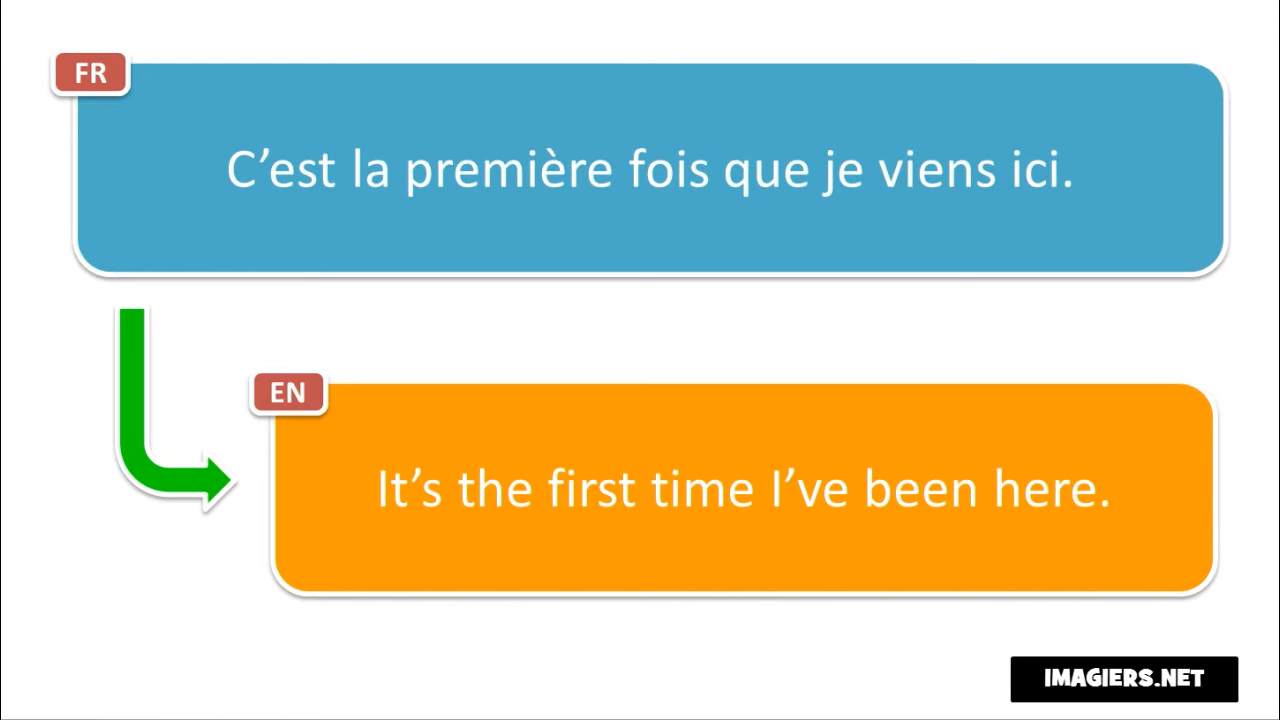 FR
C’est la première fois que je viens ici.
EN
It’s the first time I’ve been here.
IMAGIERS.NET